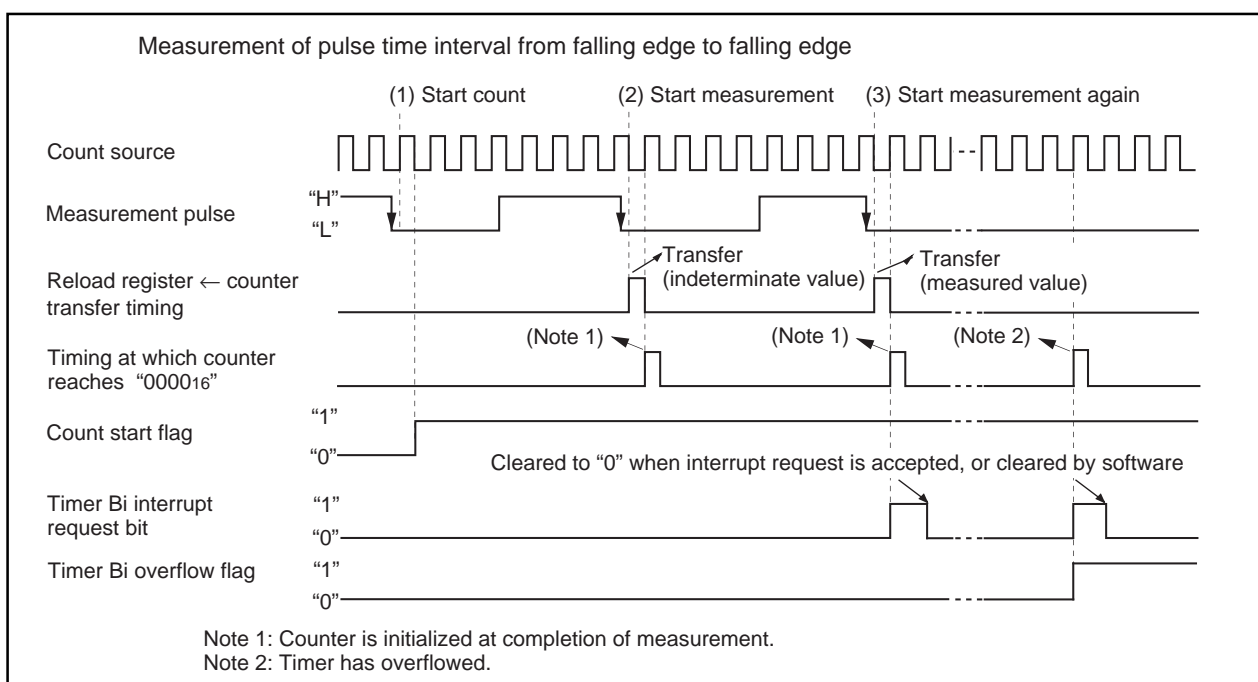 Measurement of pulse time interval from falling edge to falling edge
(1) Start count
(2) Start measurement
(3) Start measurement again
Count source
Measurement pulse
“H”
“L”
Reload register ← counter
transfer timing
Transfer
(indeterminate value)
Transfer
(measured value)
Timing at which counter
reaches “000016”
(Note 1)
(Note 1)
(Note 2)
Count start flag
“1”
“0”
Cleared to “0” when interrupt request is accepted, or cleared by software
Timer Bi interrupt
request bit
“1”
“0”
Timer Bi overflow flag
“1”
“0”
Note 1: Counter is initialized at completion of measurement.
Note 2: Timer has overflowed.